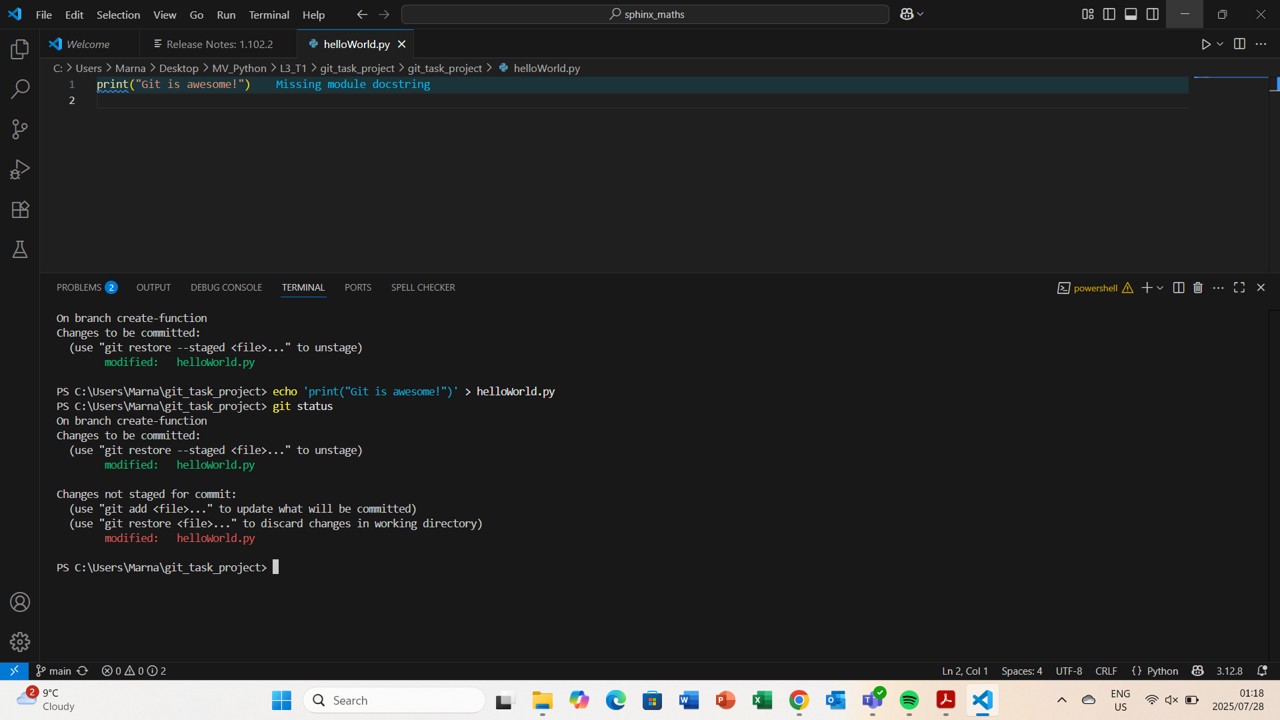 File Edit Selection View Go Run Terminal Help sphinx_maths
Welcome Release Notes: 1.102.2 helloWorld.py
C: > Users > Marna > Desktop > MV_Python > L3_T1 > git_task_project > git_task_project > helloWorld.py
1 print("Git is awesome!") Missing module docstring
2
PROBLEMS 2 OUTPUT DEBUG CONSOLE TERMINAL PORTS SPELL CHECKER powershell
On branch create-function
Changes to be committed:
(use "git restore --staged <file>..." to unstage)
modified: helloWorld.py
PS C:\Users\Marna\git_task_project> echo 'print("Git is awesome!")' > helloWorld.py
PS C:\Users\Marna\git_task_project> git status
On branch create-function
Changes to be committed:
(use "git restore --staged <file>..." to unstage)
modified: helloWorld.py
Changes not staged for commit:
(use "git add <file>..." to update what will be committed)
(use "git restore <file>..." to discard changes in working directory)
modified: helloWorld.py
PS C:\Users\Marna\git_task_project>
main 0 0 2 Ln 2, Col 1 Spaces: 4 UTF-8 CRLF {} Python 3.12.8
2 9°C Search ENG 01:18
Cloudy US 2025/07/28